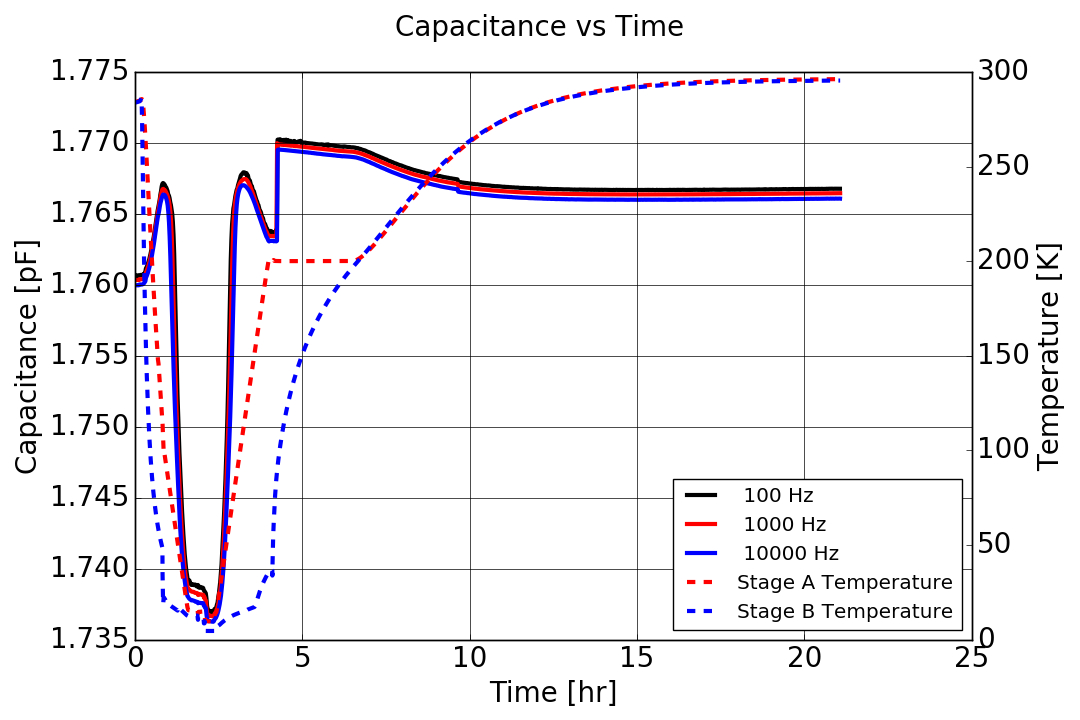 Capacitance vs Time
1.775
1.770
1.765
1.760
1.755
1.750
1.745
1.740
1.735
Capacitance [pF]
300
250
200
150
100
50
0
Temperature [K]
100 Hz
1000 Hz
10000 Hz
Stage A Temperature
Stage B Temperature
0 5 10 15 20 25
Time [hr]